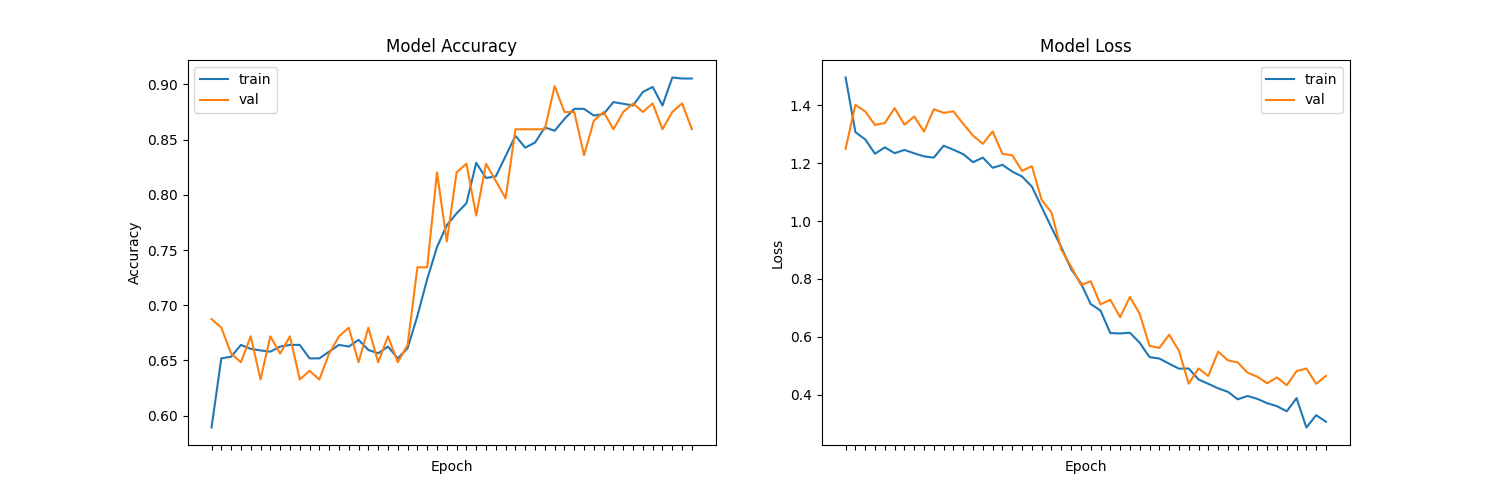 Model Accuracy
train
val
0.90
0.85
0.80
0.75
0.70
0.65
0.60
Accuracy
Epoch
Model Loss
train
val
1.4
1.2
1.0
0.8
0.6
0.4
Loss
Epoch